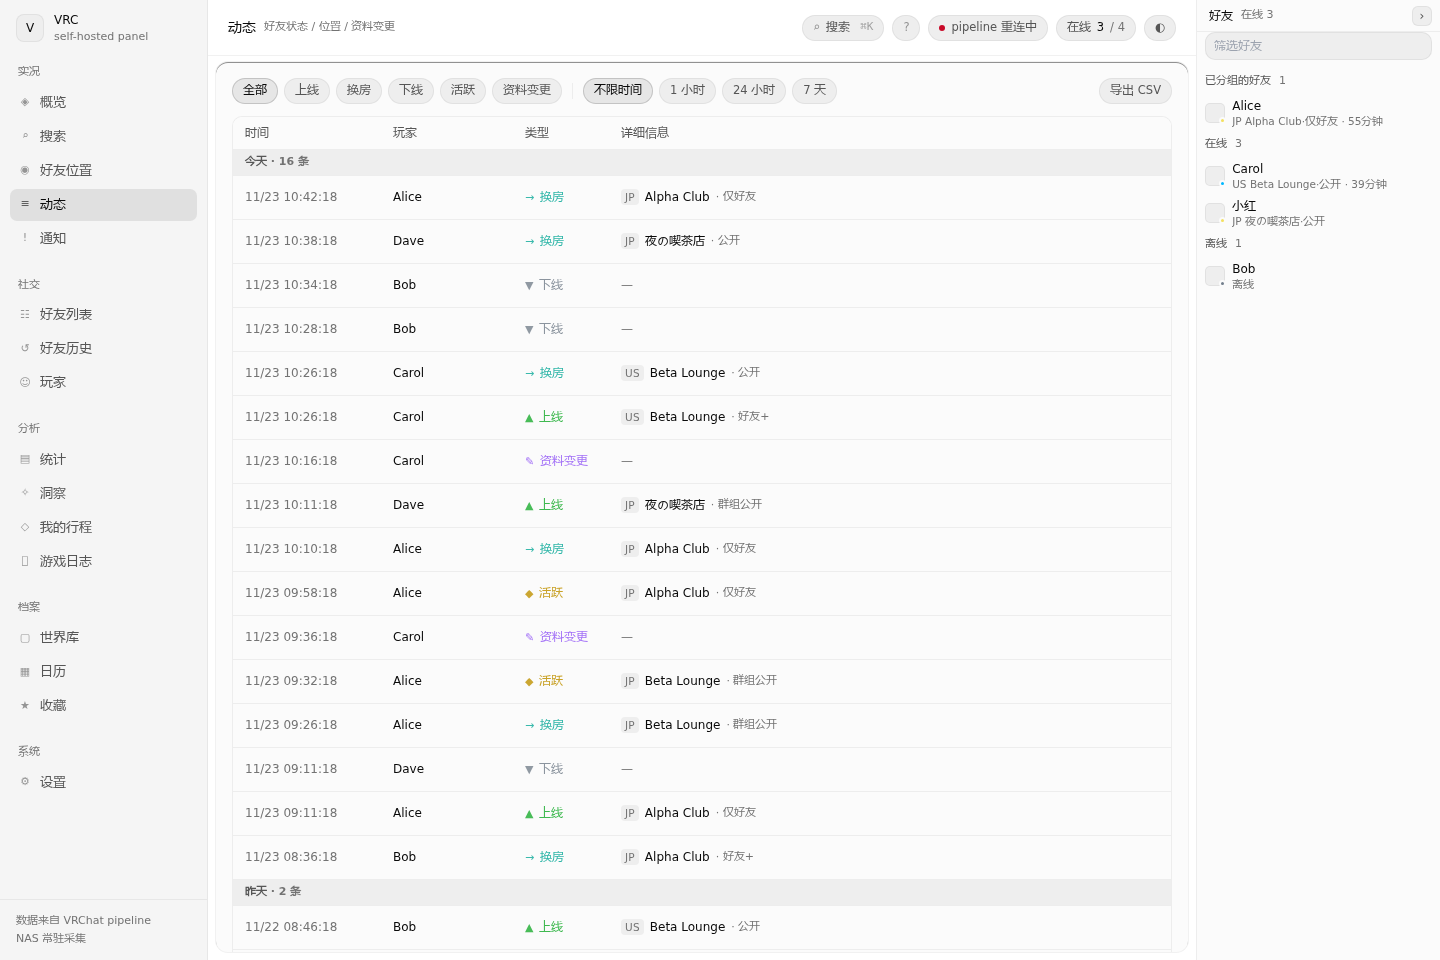 V
VRC
self-hosted panel
实况
概览
搜索
好友位置
动态
通知
社交
好友列表
好友历史
玩家
分析
统计
洞察
我的行程
游戏日志
档案
世界库
日历
收藏
系统
设置
数据来自 VRChat pipeline
NAS 常驻采集
动态 好友状态 / 位置 / 资料变更
搜索 ⌘K
?
pipeline 重连中
在线 3 / 4
全部 上线 换房 下线 活跃 资料变更 不限时间 1 小时 24 小时 7 天 导出 CSV
时间 玩家 类型 详细信息
今天 · 16 条
11/23 10:42:18 Alice → 换房 JP Alpha Club · 仅好友
11/23 10:38:18 Dave → 换房 JP 夜の喫茶店 · 公开
11/23 10:34:18 Bob ▼ 下线 —
11/23 10:28:18 Bob ▼ 下线 —
11/23 10:26:18 Carol → 换房 US Beta Lounge · 公开
11/23 10:26:18 Carol ▲ 上线 US Beta Lounge · 好友+
11/23 10:16:18 Carol ✎ 资料变更 —
11/23 10:11:18 Dave ▲ 上线 JP 夜の喫茶店 · 群组公开
11/23 10:10:18 Alice → 换房 JP Alpha Club · 仅好友
11/23 09:58:18 Alice ◆ 活跃 JP Alpha Club · 仅好友
11/23 09:36:18 Carol ✎ 资料变更 —
11/23 09:32:18 Alice ◆ 活跃 JP Beta Lounge · 群组公开
11/23 09:26:18 Alice → 换房 JP Beta Lounge · 群组公开
11/23 09:11:18 Dave ▼ 下线 —
11/23 09:11:18 Alice ▲ 上线 JP Alpha Club · 仅好友
11/23 08:36:18 Bob → 换房 JP Alpha Club · 好友+
昨天 · 2 条
11/22 08:46:18 Bob ▲ 上线 US Beta Lounge · 公开
好友 在线 3 ›
筛选好友
已分组的好友 1
Alice
JP Alpha Club·仅好友 · 55分钟
在线 3
Carol
US Beta Lounge·公开 · 39分钟
小红
JP 夜の喫茶店·公开
离线 1
Bob
离线